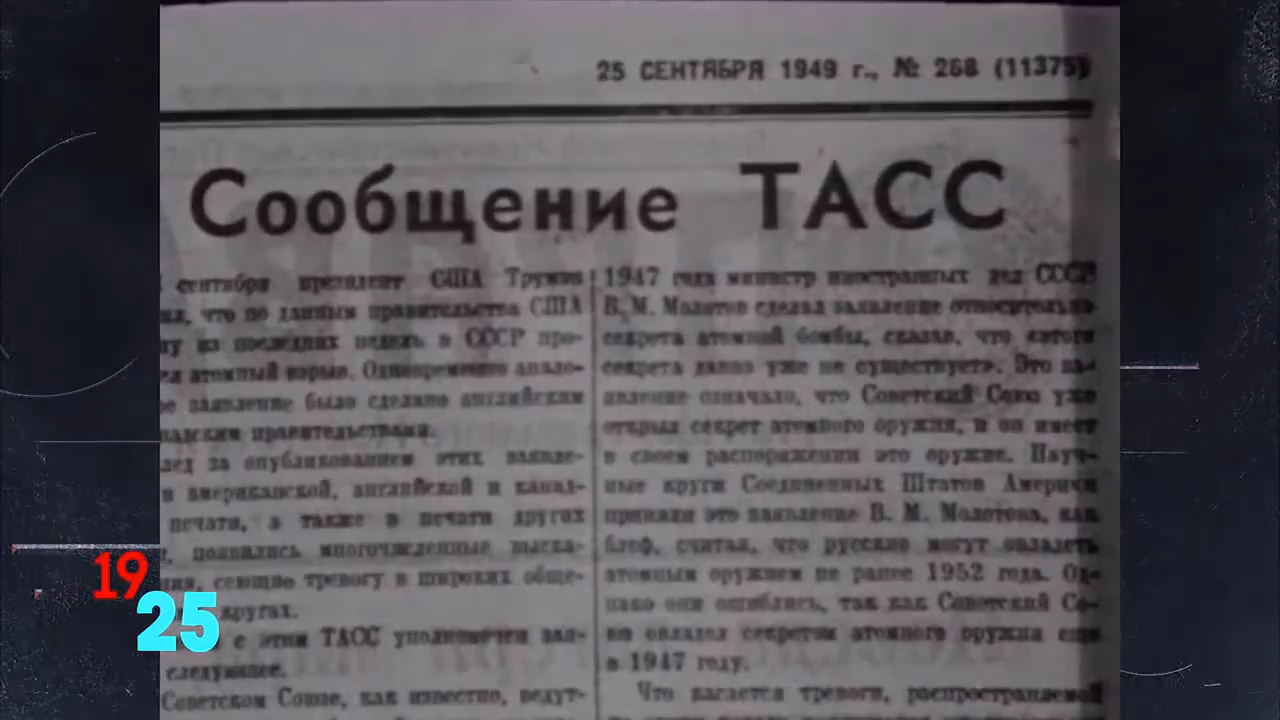 25 СЕНТЯБРЯ 1949 г., № 268 (11375)
Сообщение ТАСС
сентября президент США Трумэн
что по данным правительства США
из последних недель в СССР про-
атомный взрыв. Одновременно анало-
заявление было сделано английским
правительствами.
за опубликованием этих заявле-
в американской, английской и канад-
печати, а также в печати других
появились многочисленные выска-
сеющие тревогу в широких обще-
кругах.
с этим ТАСС уполномочен зая-
следующее.
Советском Союзе, как известно, ведут-
1947 года министр иностранных дел СССР
В. М. Молотов сделал заявление относительно
секрета атомной бомбы, сказав, что «этого
секрета давно уже не существует». Это за-
явление означало, что Советский Союз уже
открыл секрет атомного оружия, и он имеет
в своем распоряжении это оружие. Науч-
ные круги Соединенных Штатов Америки
приняли это заявление В. М. Молотова, как
блеф, считая, что русские могут овладеть
атомным оружием не ранее 1952 года. Од-
нако они ошиблись, так как Советский Со-
юз овладел секретом атомного оружия еще
в 1947 году.
Что касается тревоги, распространяемой
19
25